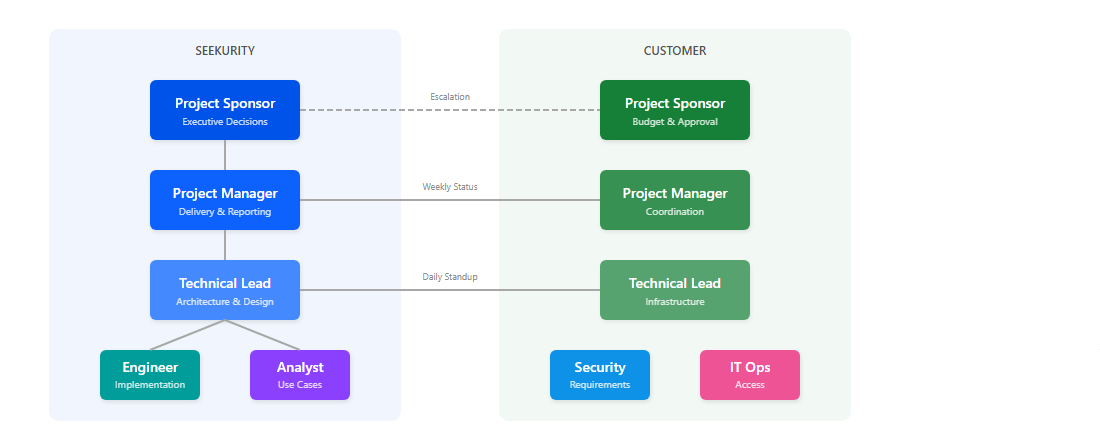 SEEKURITY
CUSTOMER
Project Sponsor
Executive Decisions
Escalation
Project Sponsor
Budget & Approval
Project Manager
Delivery & Reporting
Weekly Status
Project Manager
Coordination
Technical Lead
Architecture & Design
Daily Standup
Technical Lead
Infrastructure
Engineer
Implementation
Analyst
Use Cases
Security
Requirements
IT Ops
Access